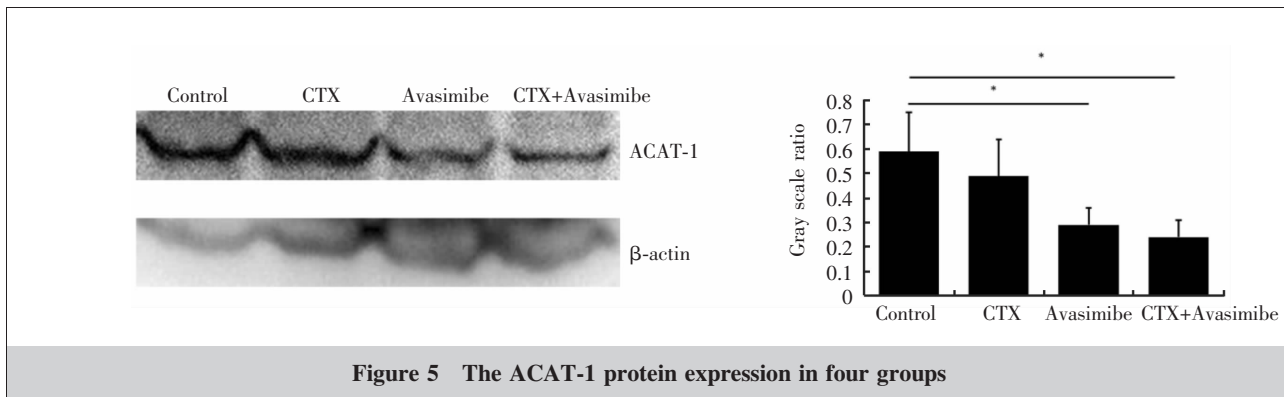 Control CTX Avasimibe CTX+Avasimibe
ACAT-1
β-actin
*
*
Gray scale ratio
0.8
0.7
0.6
0.5
0.4
0.3
0.2
0.1
0
Control CTX Avasimibe CTX+Avasimibe
Figure 5 The ACAT-1 protein expression in four groups